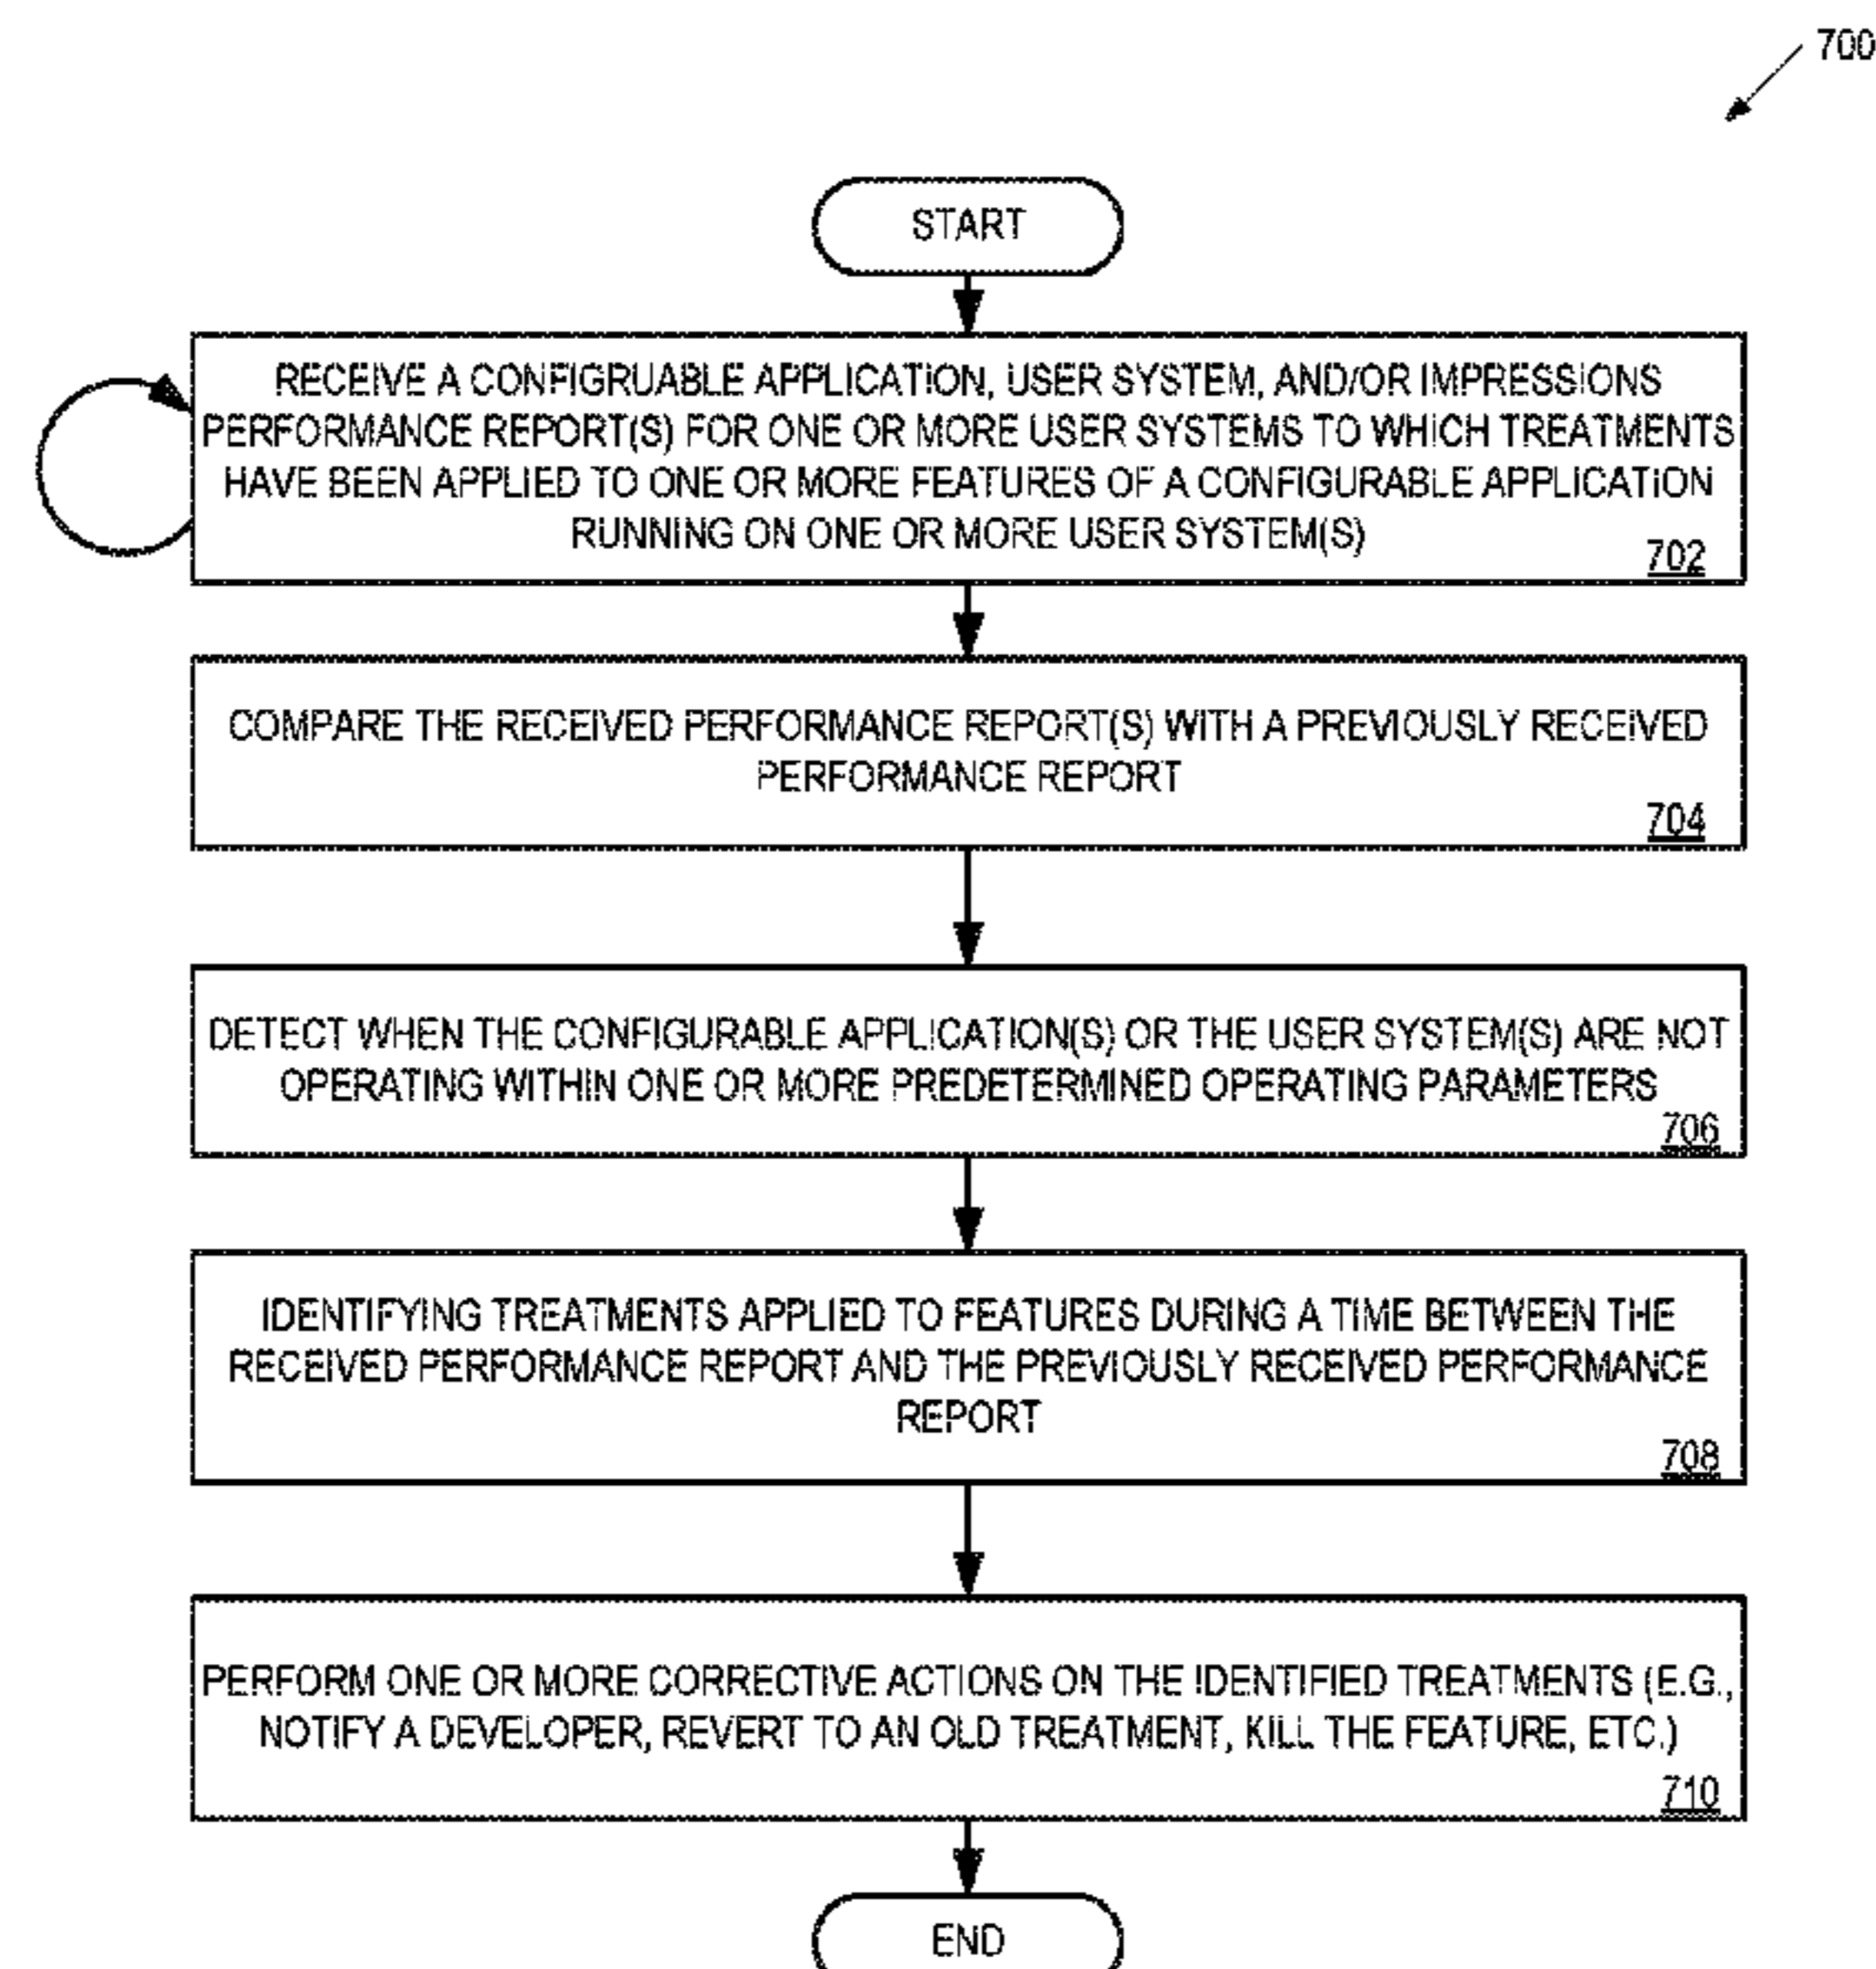 700
START
RECEIVE A CONFIGRUABLE APPLICATION, USER SYSTEM, AND/OR IMPRESSIONS
PERFORMANCE REPORT(S) FOR ONE OR MORE USER SYSTEMS TO WHICH TREATMENTS
HAVE BEEN APPLIED TO ONE OR MORE FEATURES OF A CONFIGURABLE APPLICATION
RUNNING ON ONE OR MORE USER SYSTEM(S)
702
COMPARE THE RECEIVED PERFORMANCE REPORT(S) WITH A PREVIOUSLY RECEIVED
PERFORMANCE REPORT
704
DETECT WHEN THE CONFIGURABLE APPLICATION(S) OR THE USER SYSTEM(S) ARE NOT
OPERATING WITHIN ONE OR MORE PREDETERMINED OPERATING PARAMETERS
706
IDENTIFYING TREATMENTS APPLIED TO FEATURES DURING A TIME BETWEEN THE
RECEIVED PERFORMANCE REPORT AND THE PREVIOUSLY RECEIVED PERFORMANCE
REPORT
708
PERFORM ONE OR MORE CORRECTIVE ACTIONS ON THE IDENTIFIED TREATMENTS (E.G.,
NOTIFY A DEVELOPER, REVERT TO AN OLD TREATMENT, KILL THE FEATURE, ETC.)
710
END